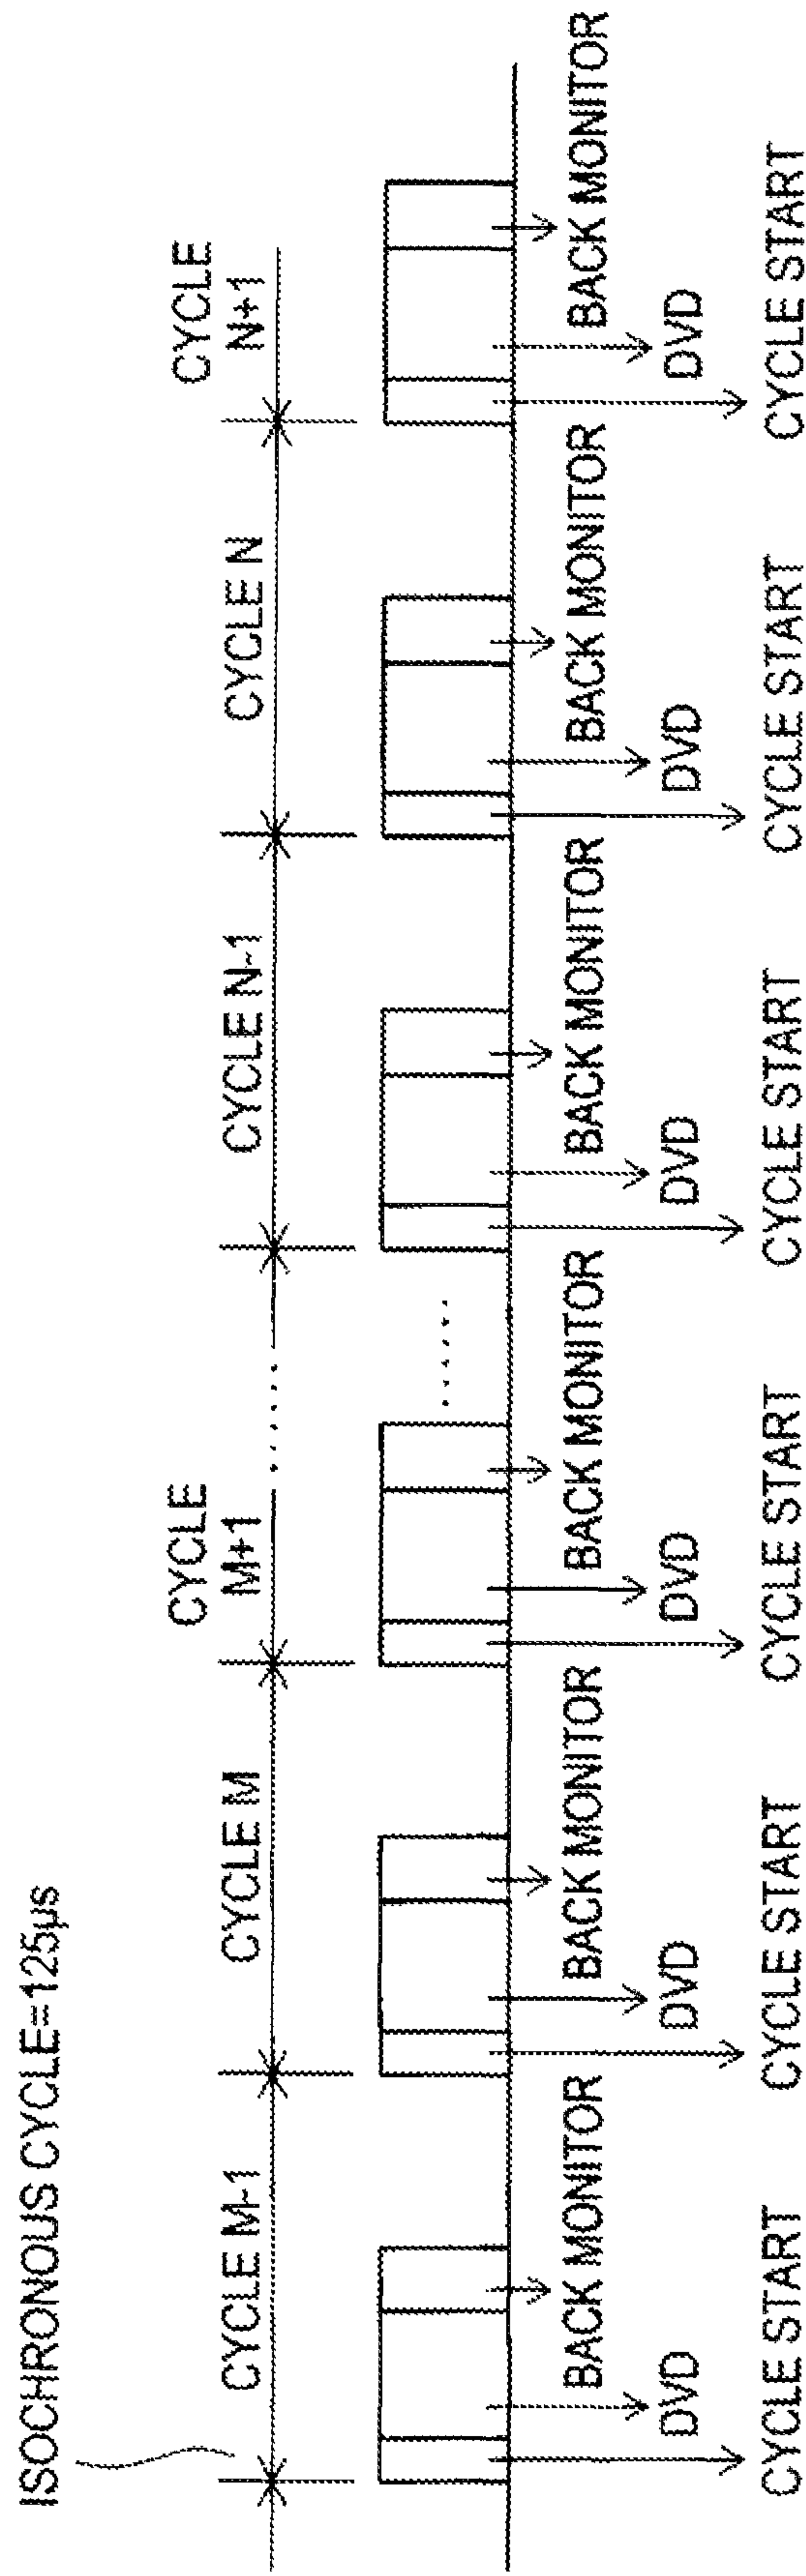 ISOCHRONOUS CYCLE=125µs
CYCLE M-1
CYCLE M
CYCLE
M+1
CYCLE N-1
CYCLE N
CYCLE
N+1
BACK MONITOR
DVD
CYCLE START
BACK MONITOR
DVD
CYCLE START
BACK MONITOR
DVD
CYCLE START
BACK MONITOR
DVD
CYCLE START
BACK MONITOR
DVD
CYCLE START
BACK MONITOR
DVD
CYCLE START